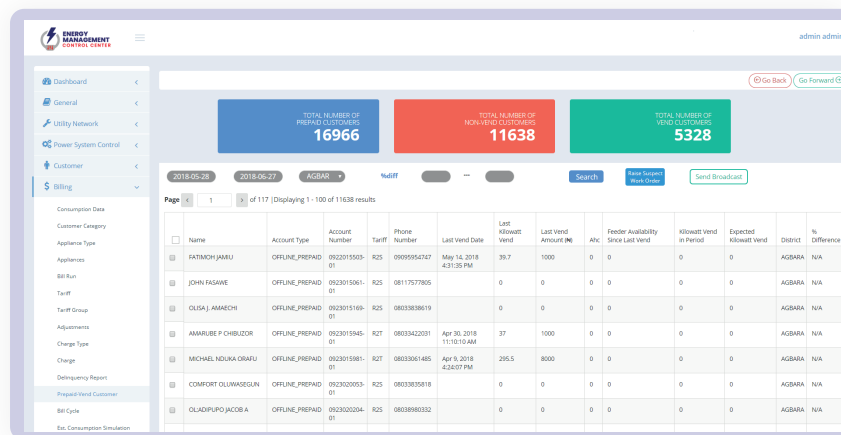 ENERGY
MANAGEMENT
CONTROL CENTER
admin admin
Dashboard
General
Utility Network
Power System Control
Customer
Billing
Consumption Data
Customer Category
Appliance Type
Appliances
Bill Run
Tariff
Tariff Group
Adjustments
Charge Type
Charge
Delinquency Report
Prepaid-Vend Customer
Bill Cycle
Est. Consumption Simulation
Go Back Go Forward
TOTAL NUMBER OF
PREPAID CUSTOMERS
16966
TOTAL NUMBER OF
NON-VEND CUSTOMERS
11638
TOTAL NUMBER OF
VEND CUSTOMERS
5328
2018-05-28 2018-06-27 AGBAR %diff --- Search Raise Suspect Work Order Send Broadcast
Page 1 of 117 |Displaying 1 - 100 of 11638 results
Name Account Type Account Number Tariff Phone Number Last Vend Date Last Kilowatt Vend Last Vend Amount (₦) Ahc Feeder Availability Since Last Vend Kilowatt Vend in Period Expected Kilowatt Vend District % Difference
FATIMOH JAMIU OFFLINE_PREPAID 0922015503-01 R2S 09095954747 May 14, 2018 4:31:35 PM 39.7 1000 0 0 0 0 AGBARA N/A
JOHN FASAWE OFFLINE_PREPAID 0923015061-01 R2S 08117577805 0 0 0 0 0 0 AGBARA N/A
OLISA J. AMAECHI OFFLINE_PREPAID 0923015169-01 R2S 08033838619 0 0 0 0 0 0 AGBARA N/A
AMARUBE P CHIBUZOR OFFLINE_PREPAID 0923015945-01 R2T 08033422031 Apr 30, 2018 11:10:10 AM 37 1000 0 0 0 0 AGBARA N/A
MICHAEL NDUKA ORAFU OFFLINE_PREPAID 0923015981-01 R2T 08033061485 Apr 9, 2018 4:24:07 PM 295.5 8000 0 0 0 0 AGBARA N/A
COMFORT OLUWASEGUN OFFLINE_PREPAID 0923020053-01 R2S 08033835818 0 0 0 0 0 0 AGBARA N/A
OL:ADIPUPO JACOB A OFFLINE_PREPAID 0923020204-01 R2S 08038980332 0 0 0 0 0 0 AGBARA N/A